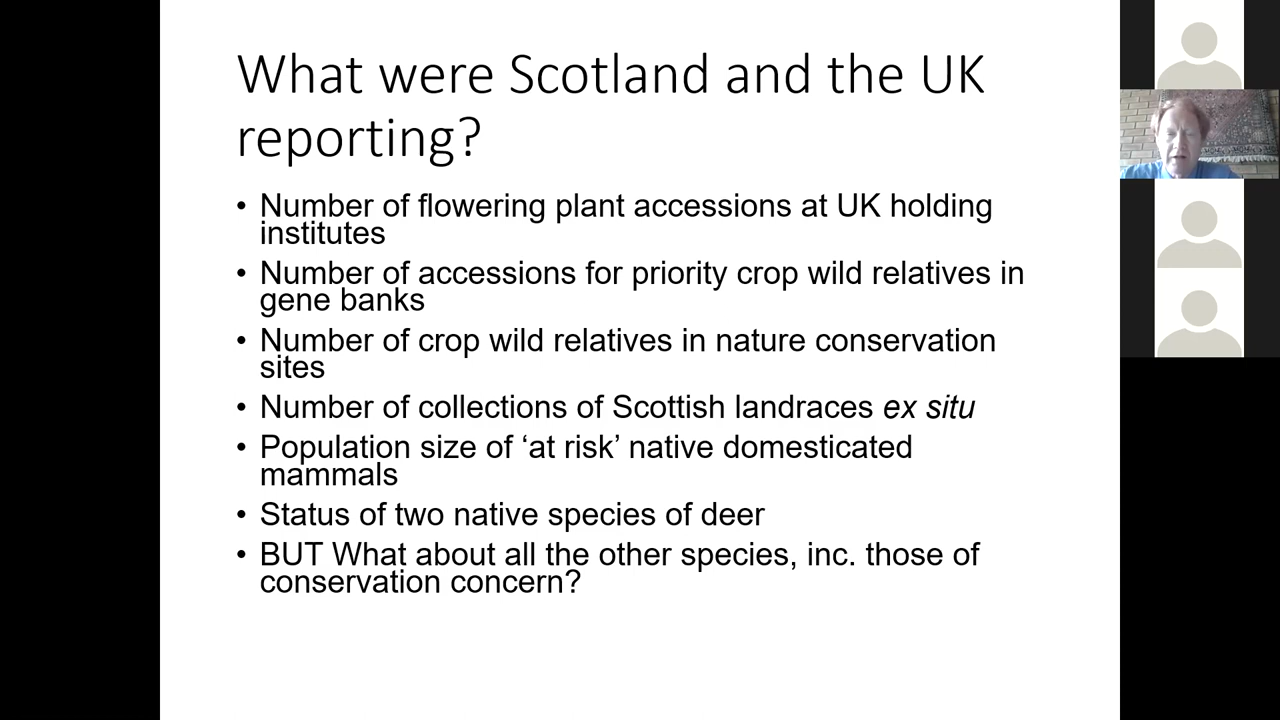 What were Scotland and the UK
reporting?
• Number of flowering plant accessions at UK holding
institutes
• Number of accessions for priority crop wild relatives in
gene banks
• Number of crop wild relatives in nature conservation
sites
• Number of collections of Scottish landraces ex situ
• Population size of ‘at risk’ native domesticated
mammals
• Status of two native species of deer
• BUT What about all the other species, inc. those of
conservation concern?